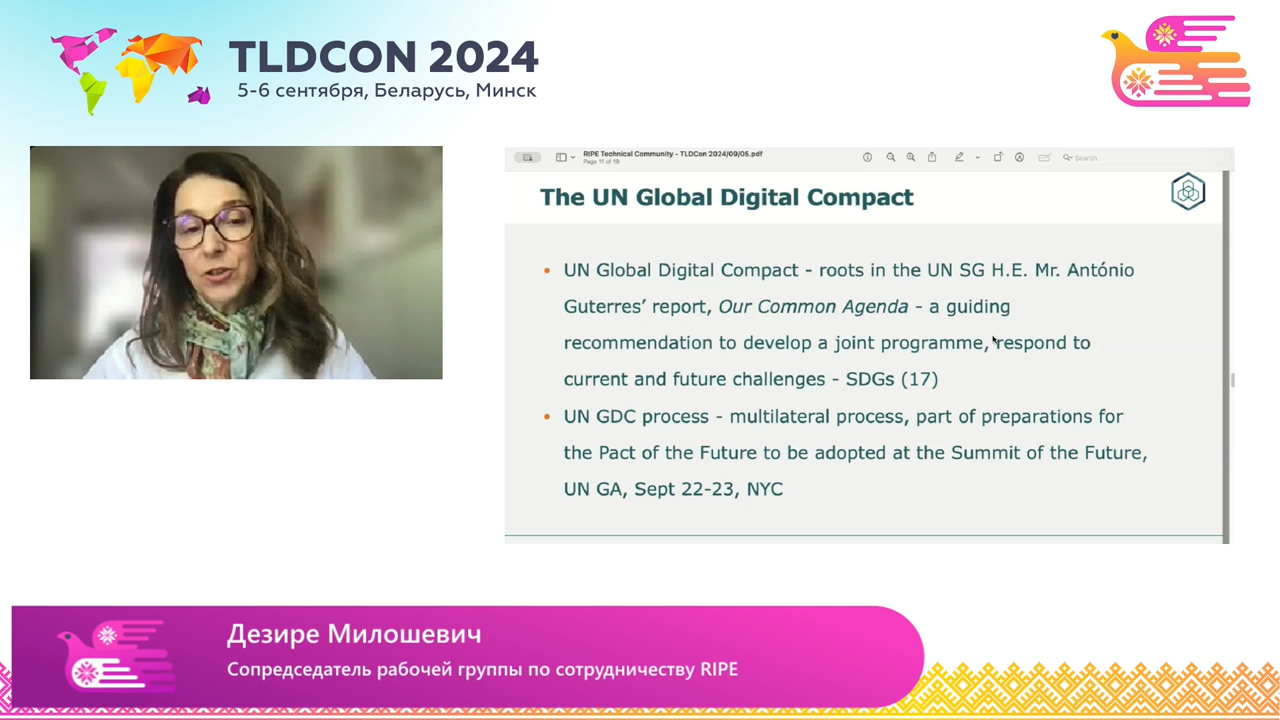 TLDCON 2024
5-6 сентября, Беларусь, Минск
RIPE Technical Community - TLDCon 2024/09/05.pdf
Page 11 of 18
Search
The UN Global Digital Compact
• UN Global Digital Compact - roots in the UN SG H.E. Mr. António
Guterres’ report, Our Common Agenda - a guiding
recommendation to develop a joint programme, respond to
current and future challenges - SDGs (17)
• UN GDC process - multilateral process, part of preparations for
the Pact of the Future to be adopted at the Summit of the Future,
UN GA, Sept 22-23, NYC
Дезире Милошевич
Сопредседатель рабочей группы по сотрудничеству RIPE